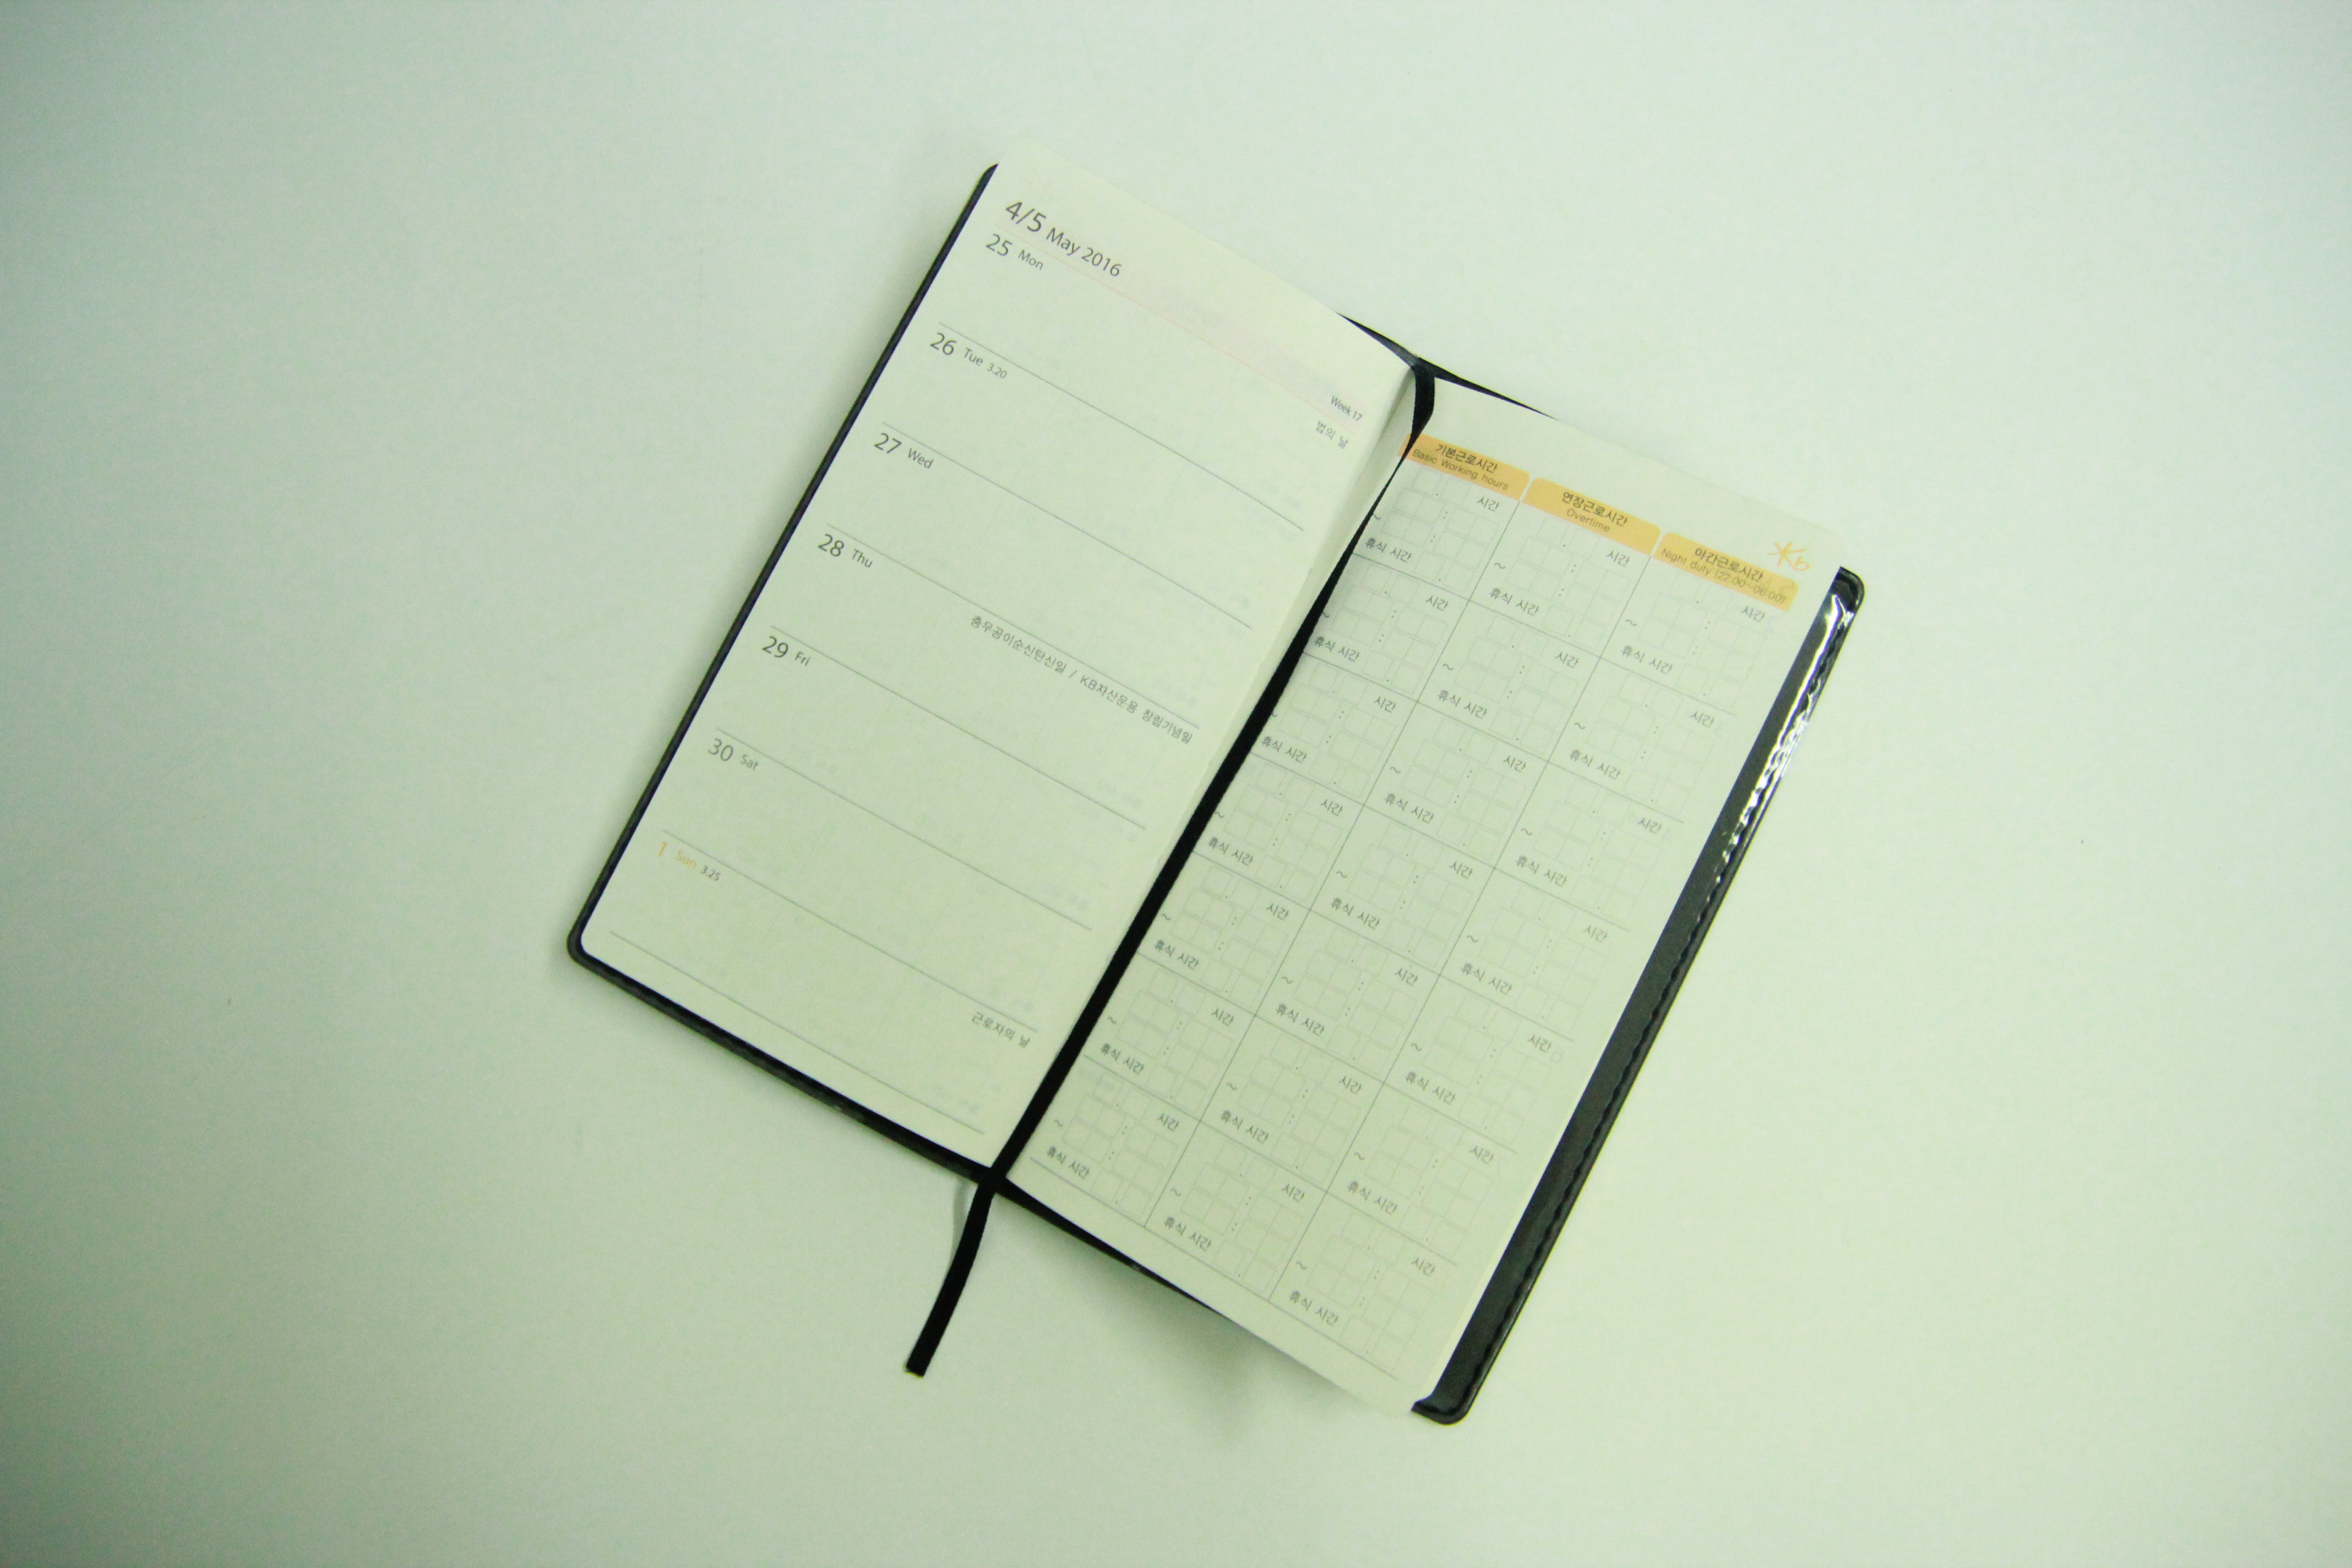 4/5 May 2016
Week 17
25 Mon
법의 날
26 Tue 3.20
27 Wed
28 Thu
충무공이순신탄신일 / KB자산운용 창립기념일
29 Fri
30 Sat
1 Sun 3.25
근로자의 날
Kb
기본근로시간
Basic Working hours
연장근로시간
Overtime
야간근로시간
Night duty (22:00~06:00)
: 시간 : 시간 : 시간
~ : ~ : ~ :
휴식 시간 : 휴식 시간 : 휴식 시간 :
: 시간 : 시간 : 시간
~ : ~ : ~ :
휴식 시간 : 휴식 시간 : 휴식 시간 :
: 시간 : 시간 : 시간
~ : ~ : ~ :
휴식 시간 : 휴식 시간 : 휴식 시간 :
: 시간 : 시간 : 시간
~ : ~ : ~ :
휴식 시간 : 휴식 시간 : 휴식 시간 :
: 시간 : 시간 : 시간
~ : ~ : ~ :
휴식 시간 : 휴식 시간 : 휴식 시간 :
: 시간 : 시간 : 시간
~ : ~ : ~ :
휴식 시간 : 휴식 시간 : 휴식 시간 :
: 시간 : 시간 : 시간
~ : ~ : ~ :
휴식 시간 : 휴식 시간 : 휴식 시간 :